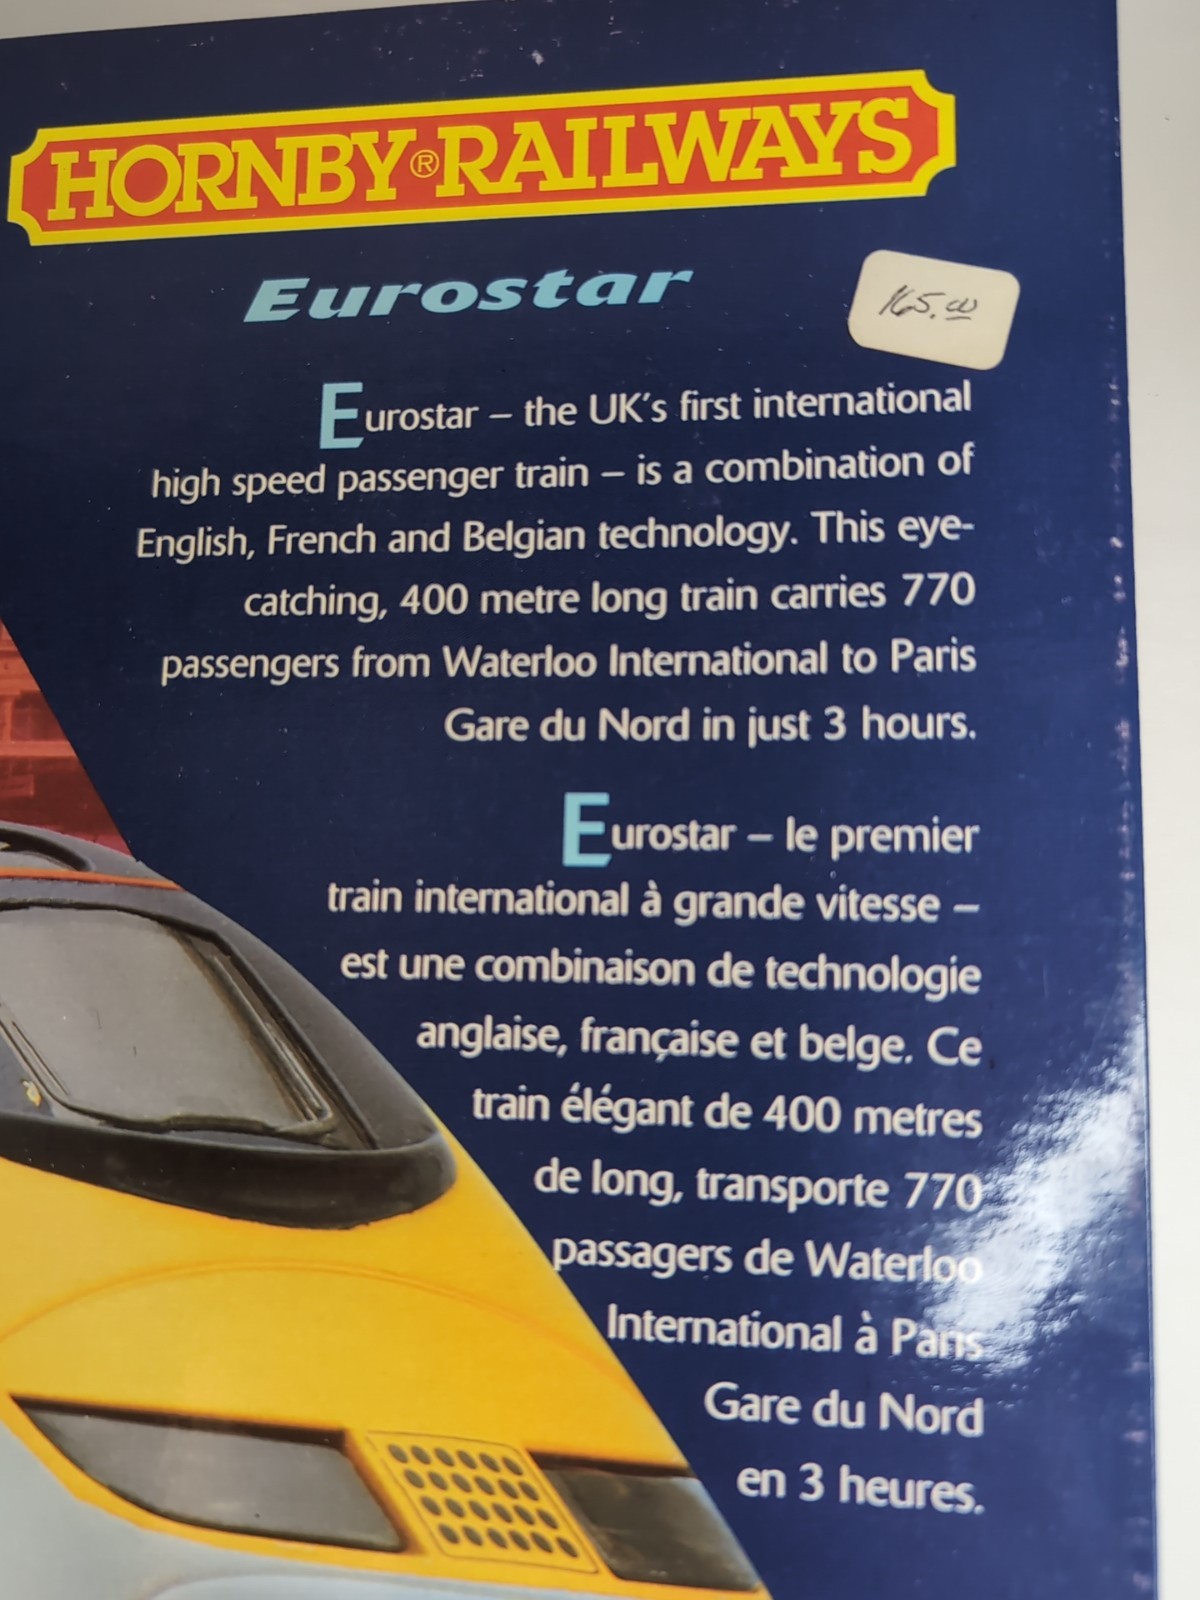 HORNBY® RAILWAYS
Eurostar
165.00
Eurostar – the UK's first international
high speed passenger train – is a combination of
English, French and Belgian technology. This eye-
catching, 400 metre long train carries 770
passengers from Waterloo International to Paris
Gare du Nord in just 3 hours.
Eurostar – le premier
train international à grande vitesse –
est une combinaison de technologie
anglaise, française et belge. Ce
train élégant de 400 metres
de long, transporte 770
passagers de Waterloo
International à Paris
Gare du Nord
en 3 heures.